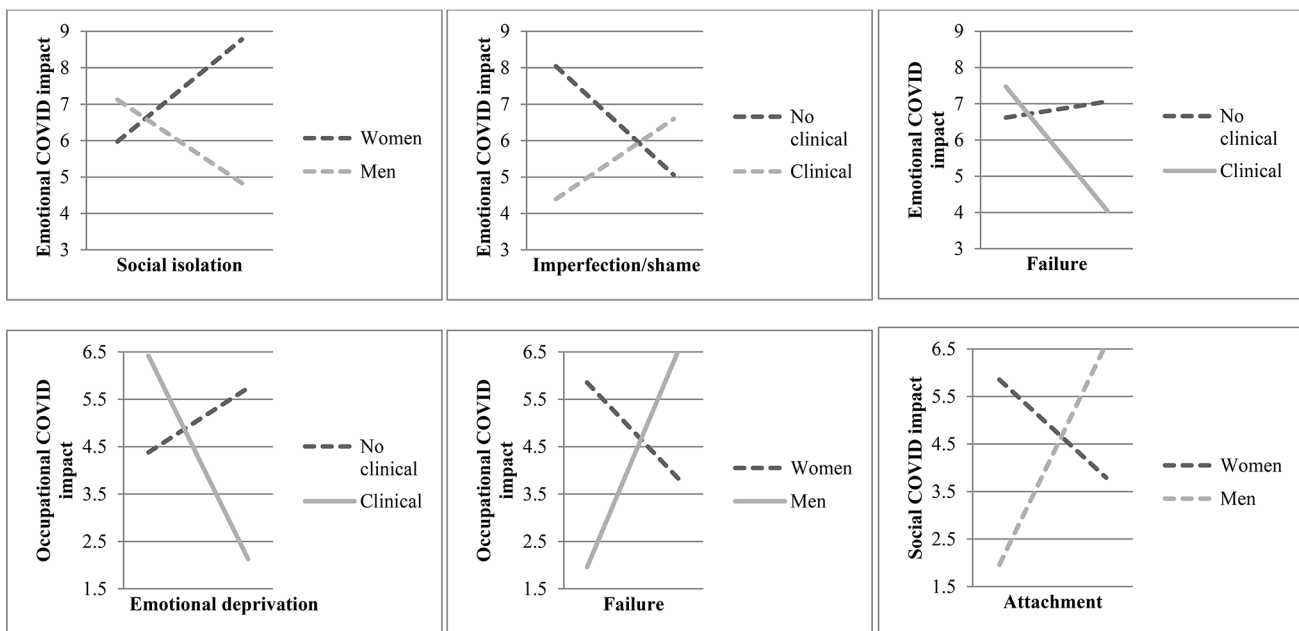 Emotional COVID impact
9
8
7
6
5
4
3
Social isolation
Women
Men
Emotional COVID impact
9
8
7
6
5
4
3
Imperfection/shame
No
clinical
Clinical
Emotional COVID
impact
9
8
7
6
5
4
3
Failure
No
clinical
Clinical
Occupational COVID
impact
6.5
5.5
4.5
3.5
2.5
1.5
Emotional deprivation
No
clinical
Clinical
Occupational COVID
impact
6.5
5.5
4.5
3.5
2.5
1.5
Failure
Women
Men
Social COVID impact
6.5
5.5
4.5
3.5
2.5
1.5
Attachment
Women
Men